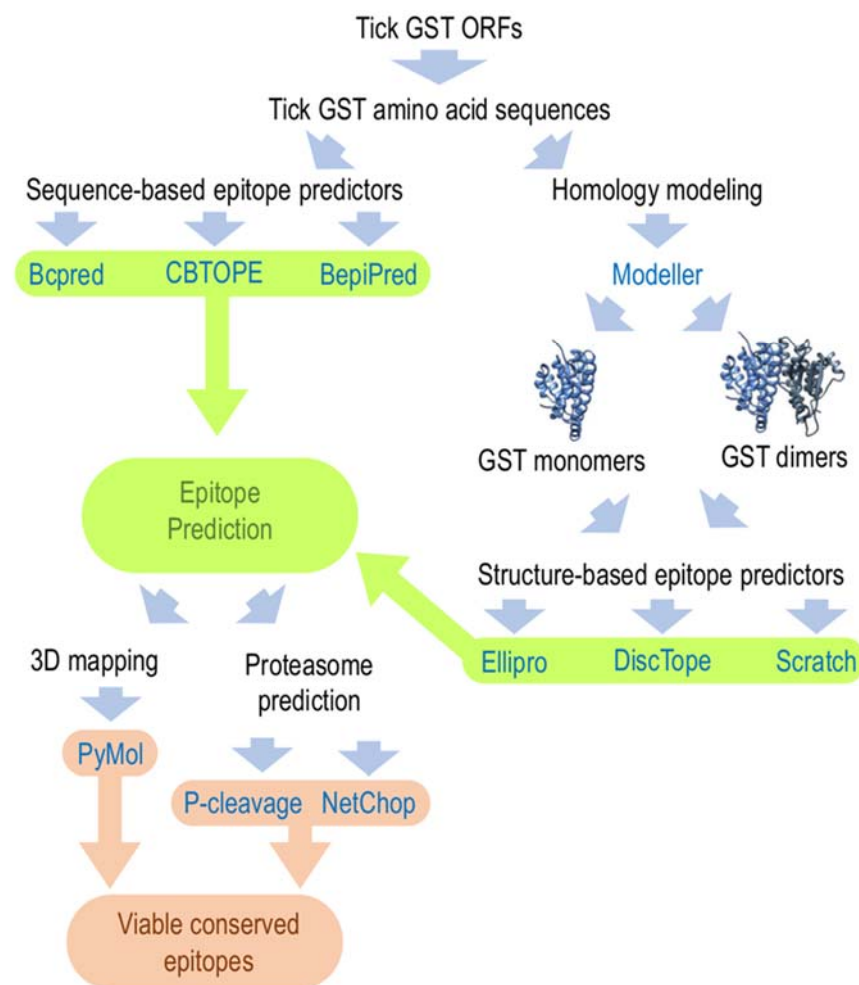 Tick GST ORFs
Tick GST amino acid sequences
Sequence-based epitope predictors
Homology modeling
Bcpred CBTOPE BepiPred
Modeller
GST monomers
GST dimers
Epitope
Prediction
Structure-based epitope predictors
Ellipro DiscTope Scratch
3D mapping
Proteasome
prediction
PyMol
P-cleavage NetChop
Viable conserved
epitopes